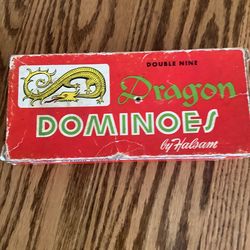 DOUBLE NINE
Dragon
DOMINOES
by Halsam